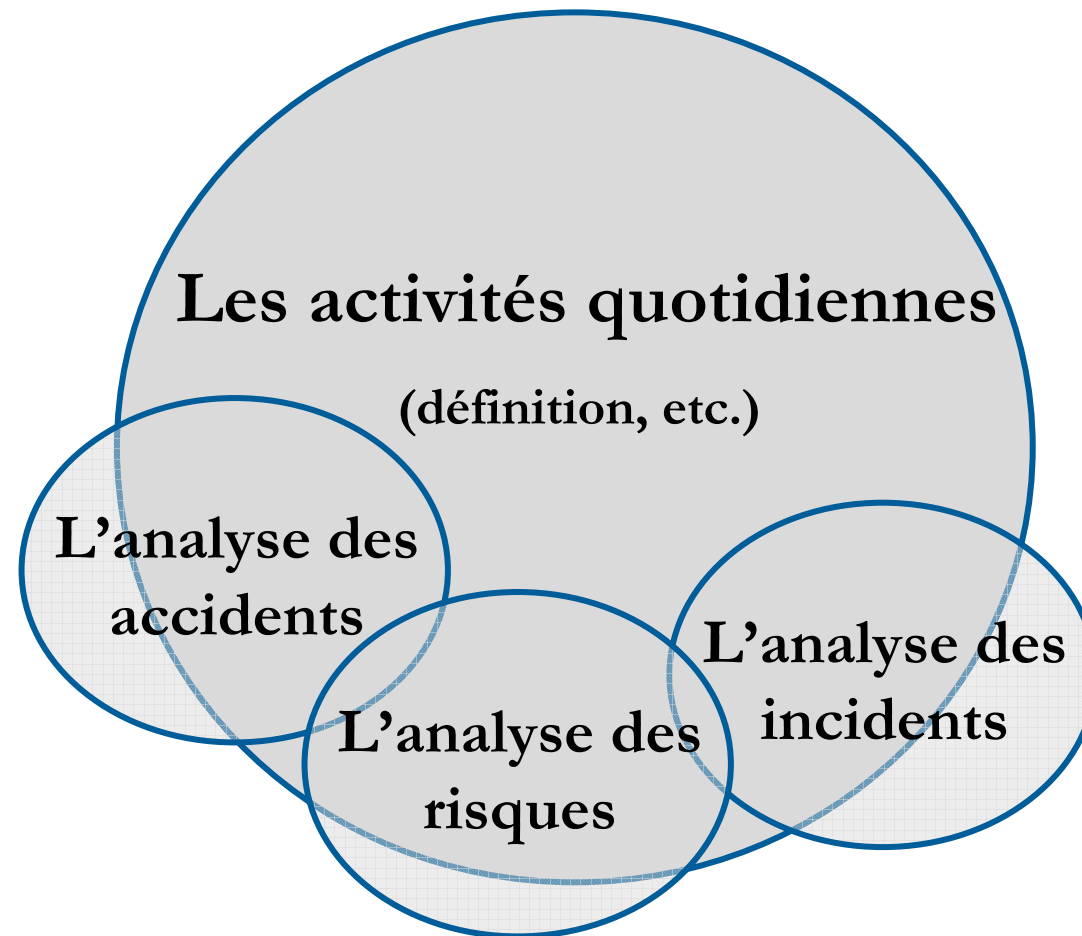 Les activités quotidiennes
(définition, etc.)
L’analyse des
accidents
L’analyse des
risques
L’analyse des
incidents